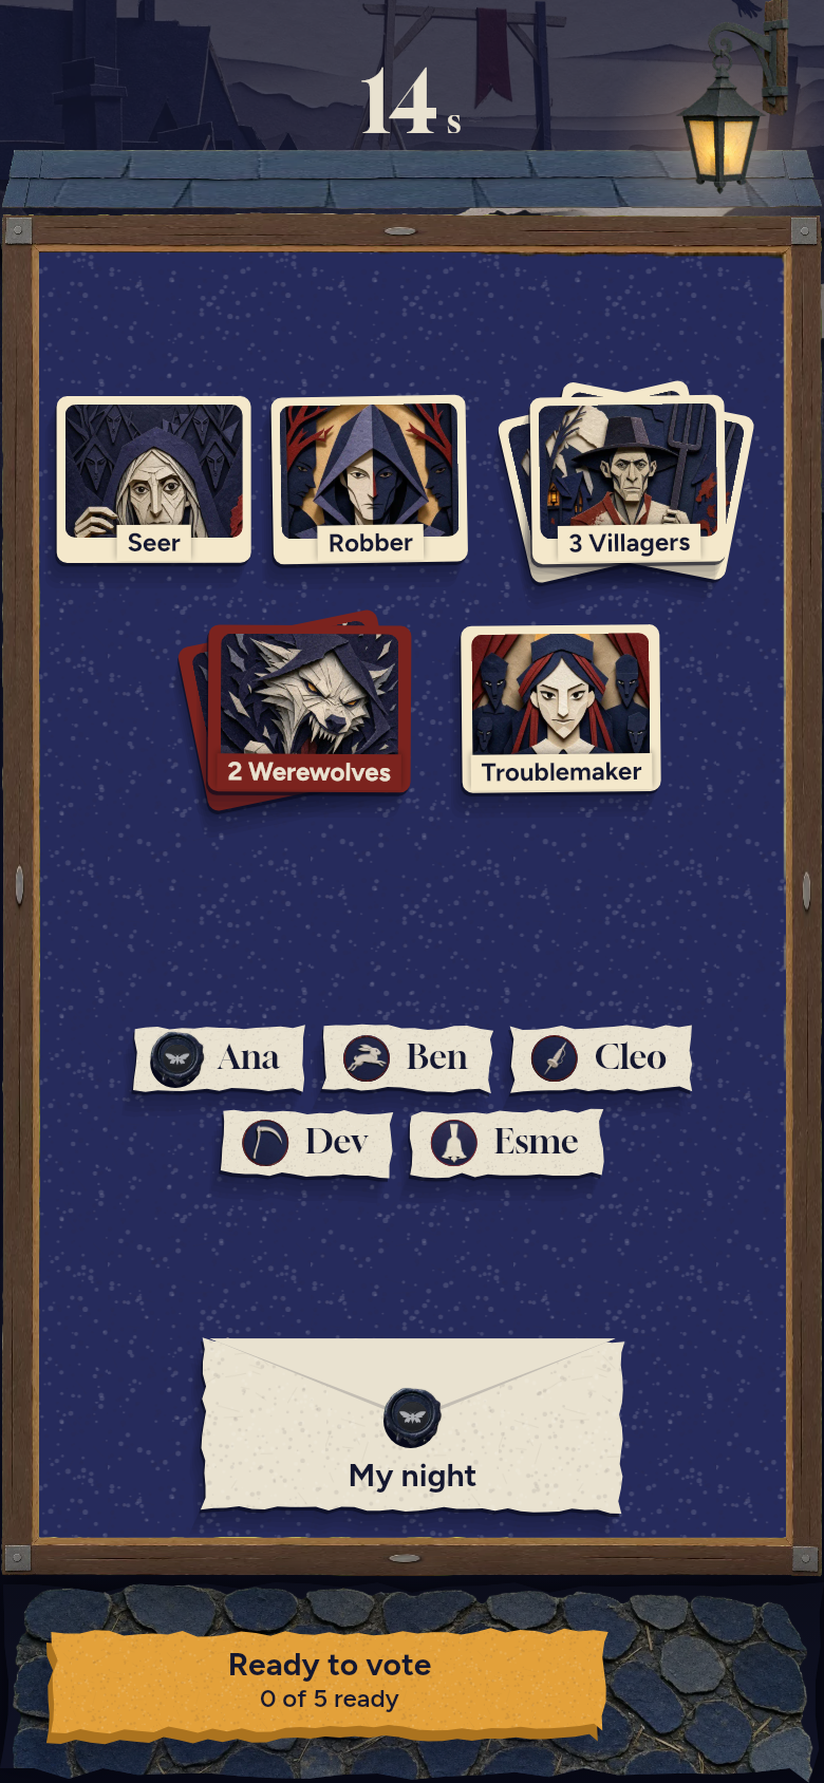 14 s
Seer
Robber
3 Villagers
2 Werewolves
Troublemaker
Ana
Ben
Cleo
Dev
Esme
My night
Ready to vote
0 of 5 ready